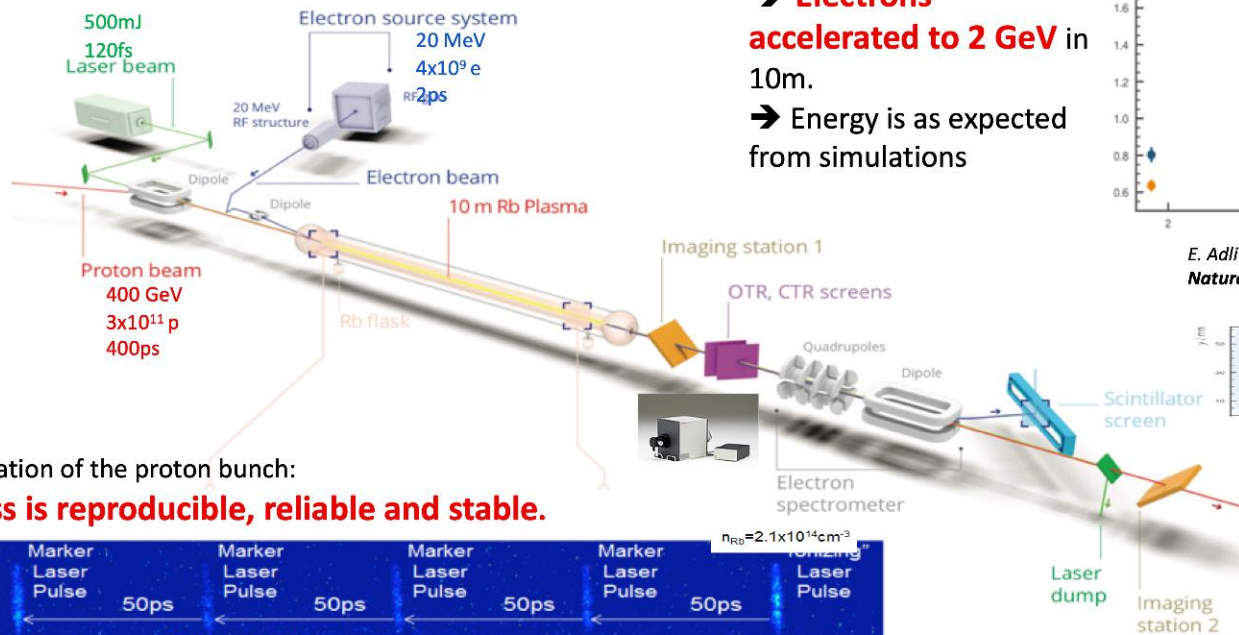 500mJ
120fs
Laser beam
Electron source system
20 MeV
4x10⁹ e
2ps
20 MeV
RF structure
Dipole
Electron beam
Dipole
10 m Rb Plasma
Proton beam
400 GeV
3x10¹¹ p
400ps
Rb flask
Imaging station 1
OTR, CTR screens
Quadrupoles
Dipole
Scintillator
screen
Electron
spectrometer
Laser
dump
Imaging
station 2
➔ Electrons
accelerated to 2 GeV in
10m.
➔ Energy is as expected
from simulations
1.6
1.4
1.2
1.0
0.8
0.6
2
E. Adli
Natur
ation of the proton bunch:
ss is reproducible, reliable and stable.
n_Rb=2.1x10¹⁴cm⁻³
Marker
Laser
Pulse
50ps
Marker
Laser
Pulse
50ps
Marker
Laser
Pulse
50ps
Marker
Laser
Pulse
50ps
Ionizing"
Laser
Pulse